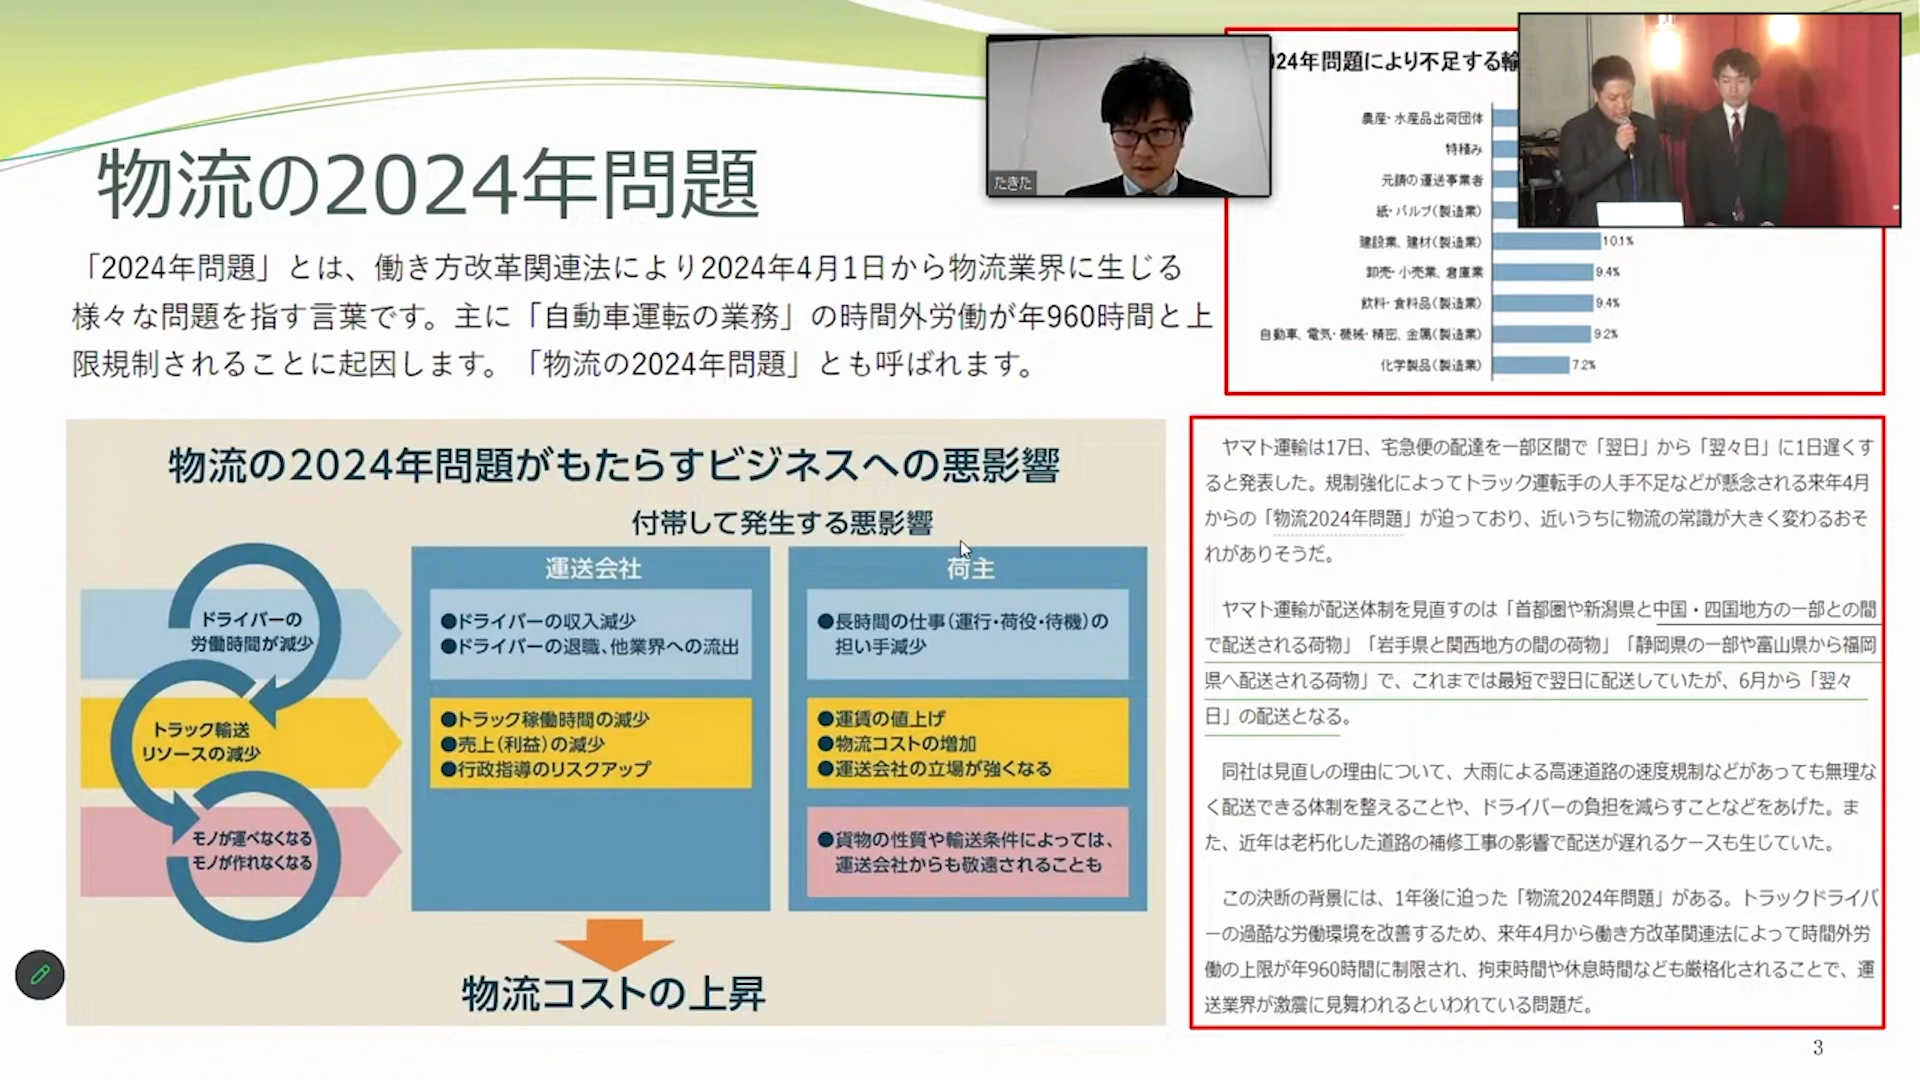 物流の2024年問題
「2024年問題」とは、働き方改革関連法により2024年4月1日から物流業界に生じる
様々な問題を指す言葉です。主に「自動車運転の業務」の時間外労働が年960時間と上
限規制されることに起因します。「物流の2024年問題」とも呼ばれます。
たきた
24年問題により不足する輸
農産・水産品出荷団体
特積み
元請の運送事業者
紙・パルプ(製造業)
建設業、建材(製造業) 10.1%
卸売・小売業、倉庫業 9.4%
飲料・食料品(製造業) 9.4%
自動車、電気・機械・精密、金属(製造業) 9.2%
化学製品(製造業) 7.2%
物流の2024年問題がもたらすビジネスへの悪影響
付帯して発生する悪影響
運送会社
荷主
ドライバーの
労働時間が減少
●ドライバーの収入減少
●ドライバーの退職、他業界への流出
●長時間の仕事(運行・荷役・待機)の
担い手減少
トラック輸送
リソースの減少
●トラック稼働時間の減少
●売上(利益)の減少
●行政指導のリスクアップ
●運賃の値上げ
●物流コストの増加
●運送会社の立場が強くなる
モノが運べなくなる
モノが作れなくなる
●貨物の性質や輸送条件によっては、
運送会社からも敬遠されることも
物流コストの上昇
ヤマト運輸は17日、宅急便の配達を一部区間で「翌日」から「翌々日」に1日遅くす
ると発表した。規制強化によってトラック運転手の人手不足などが懸念される来年4月
からの「物流2024年問題」が迫っており、近いうちに物流の常識が大きく変わるおそ
れがありそうだ。
ヤマト運輸が配送体制を見直すのは「首都圏や新潟県と中国・四国地方の一部との間
で配送される荷物」「岩手県と関西地方の間の荷物」「静岡県の一部や富山県から福岡
県へ配送される荷物」で、これまでは最短で翌日に配送していたが、6月から「翌々
日」の配送となる。
同社は見直しの理由について、大雨による高速道路の速度規制などがあっても無理な
く配送できる体制を整えることや、ドライバーの負担を減らすことなどをあげた。ま
た、近年は老朽化した道路の補修工事の影響で配送が遅れるケースも生じていた。
この決断の背景には、1年後に迫った「物流2024年問題」がある。トラックドライバ
ーの過酷な労働環境を改善するため、来年4月から働き方改革関連法によって時間外労
働の上限が年960時間に制限され、拘束時間や休息時間なども厳格化されることで、運
送業界が激震に見舞われるといわれている問題だ。
3